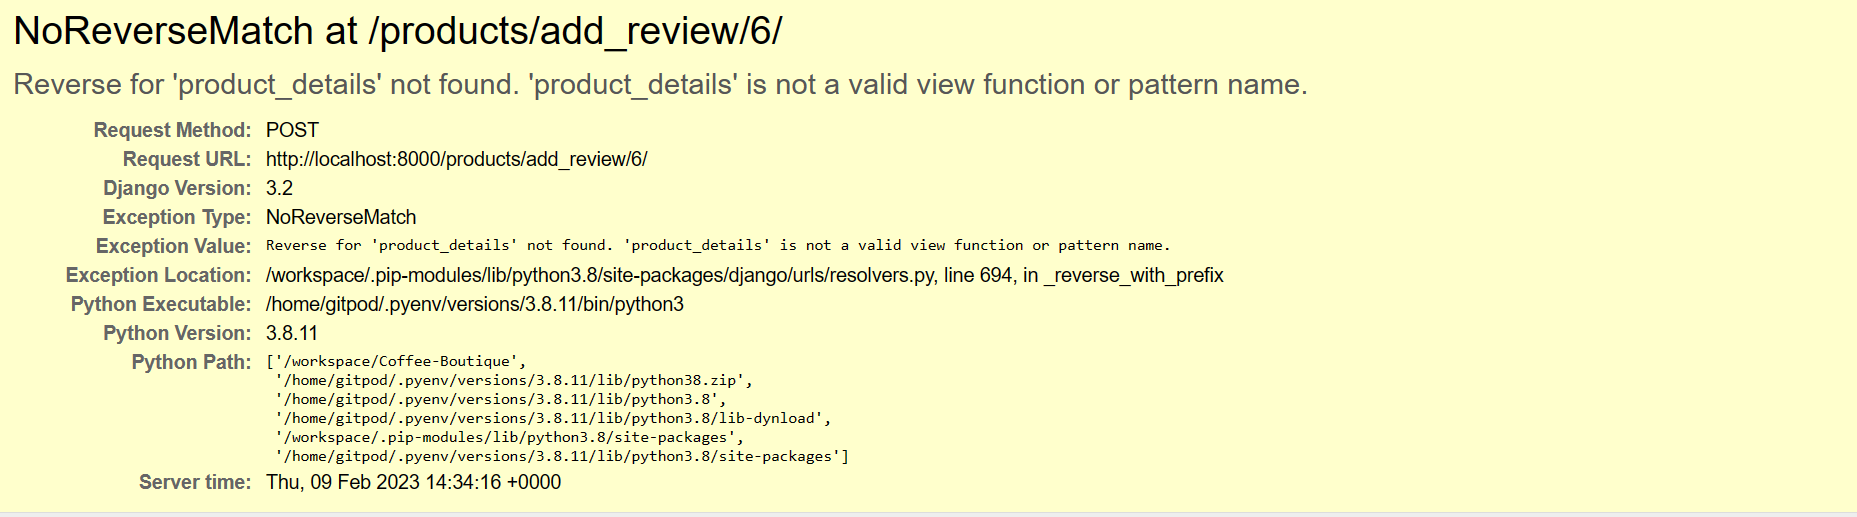 NoReverseMatch at /products/add_review/6/
Reverse for 'product_details' not found. 'product_details' is not a valid view function or pattern name.
Request Method: POST
Request URL: http://localhost:8000/products/add_review/6/
Django Version: 3.2
Exception Type: NoReverseMatch
Exception Value: Reverse for 'product_details' not found. 'product_details' is not a valid view function or pattern name.
Exception Location: /workspace/.pip-modules/lib/python3.8/site-packages/django/urls/resolvers.py, line 694, in _reverse_with_prefix
Python Executable: /home/gitpod/.pyenv/versions/3.8.11/bin/python3
Python Version: 3.8.11
Python Path: ['/workspace/Coffee-Boutique',
'/home/gitpod/.pyenv/versions/3.8.11/lib/python38.zip',
'/home/gitpod/.pyenv/versions/3.8.11/lib/python3.8',
'/home/gitpod/.pyenv/versions/3.8.11/lib/python3.8/lib-dynload',
'/workspace/.pip-modules/lib/python3.8/site-packages',
'/home/gitpod/.pyenv/versions/3.8.11/lib/python3.8/site-packages']
Server time: Thu, 09 Feb 2023 14:34:16 +0000